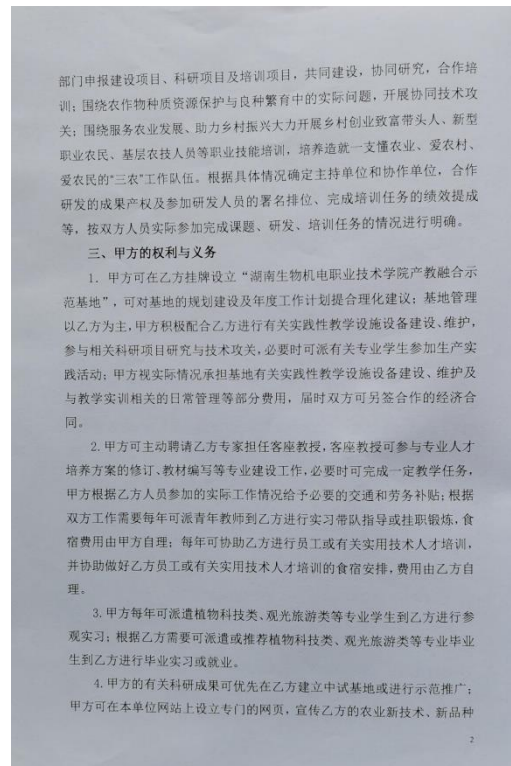 部门申报建设项目、科研项目及培训项目，共同建设，协同研究，合作培
训；围绕农作物种质资源保护与良种繁育中的实际问题，开展协同技术攻
关；围绕服务农业发展、助力乡村振兴大力开展乡村创业致富带头人、新型
职业农民、基层农技人员等职业技能培训，培养造就一支懂农业、爱农村、
爱农民的“三农”工作队伍。根据具体情况确定主持单位和协作单位，合作
研发的成果产权及参加研发人员的署名排位、完成培训任务的绩效提成
等，按双方人员实际参加完成课题、研发、培训任务的情况进行明确。
三、甲方的权利与义务
1. 甲方可在乙方挂牌设立“湖南生物机电职业技术学院产教融合示
范基地”，可对基地的规划建设及年度工作计划提合理化建议；基地管理
以乙方为主，甲方积极配合乙方进行有关实践性教学设施设备建设、维护，
参与相关科研项目研究与技术攻关，必要时可派有关专业学生参加生产实
践活动；甲方视实际情况承担基地有关实践性教学设施设备建设、维护及
与教学实训相关的日常管理等部分费用，届时双方可另签合作的经济合
同。
2. 甲方可主动聘请乙方专家担任客座教授，客座教授可参与专业人才
培养方案的修订、教材编写等专业建设工作，必要时可完成一定教学任务，
甲方根据乙方人员参加的实际工作情况给予必要的交通和劳务补贴；根据
双方工作需要每年可派青年教师到乙方进行实习带队指导或挂职锻炼，食
宿费用由甲方自理；每年可协助乙方进行员工或有关实用技术人才培训，
并协助做好乙方员工或有关实用技术人才培训的食宿安排，费用由乙方自
理。
3. 甲方每年可派遣植物科技类、观光旅游类等专业学生到乙方进行参
观实习；根据乙方需要可派遣或推荐植物科技类、观光旅游类等专业毕业
生到乙方进行毕业实习或就业。
4. 甲方的有关科研成果可优先在乙方建立中试基地或进行示范推广；
甲方可在本单位网站上设立专门的网页，宣传乙方的农业新技术、新品种
2